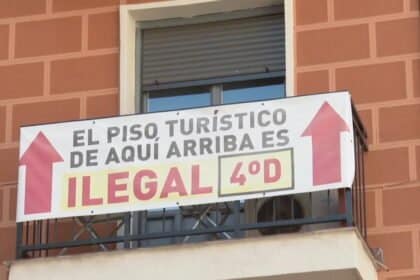 EL PISO TURÍSTICO
DE AQUÍ ARRIBA ES
ILEGAL 4ºD